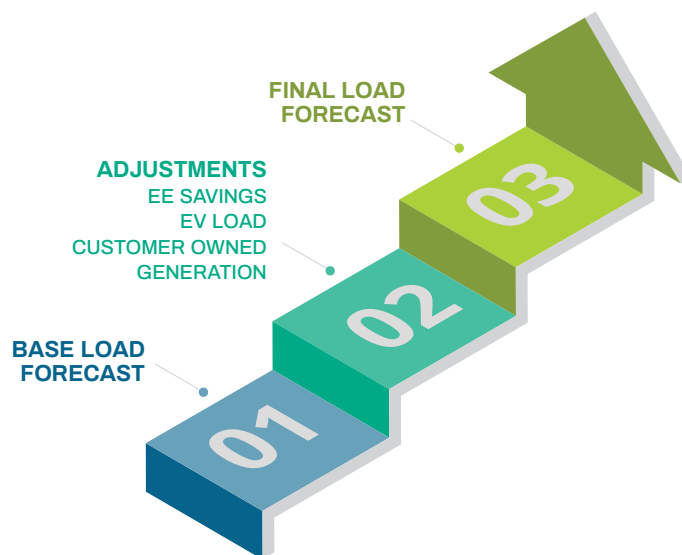 FINAL LOAD
FORECAST
03
ADJUSTMENTS
EE SAVINGS
EV LOAD
CUSTOMER OWNED
GENERATION
02
BASE LOAD
FORECAST
01